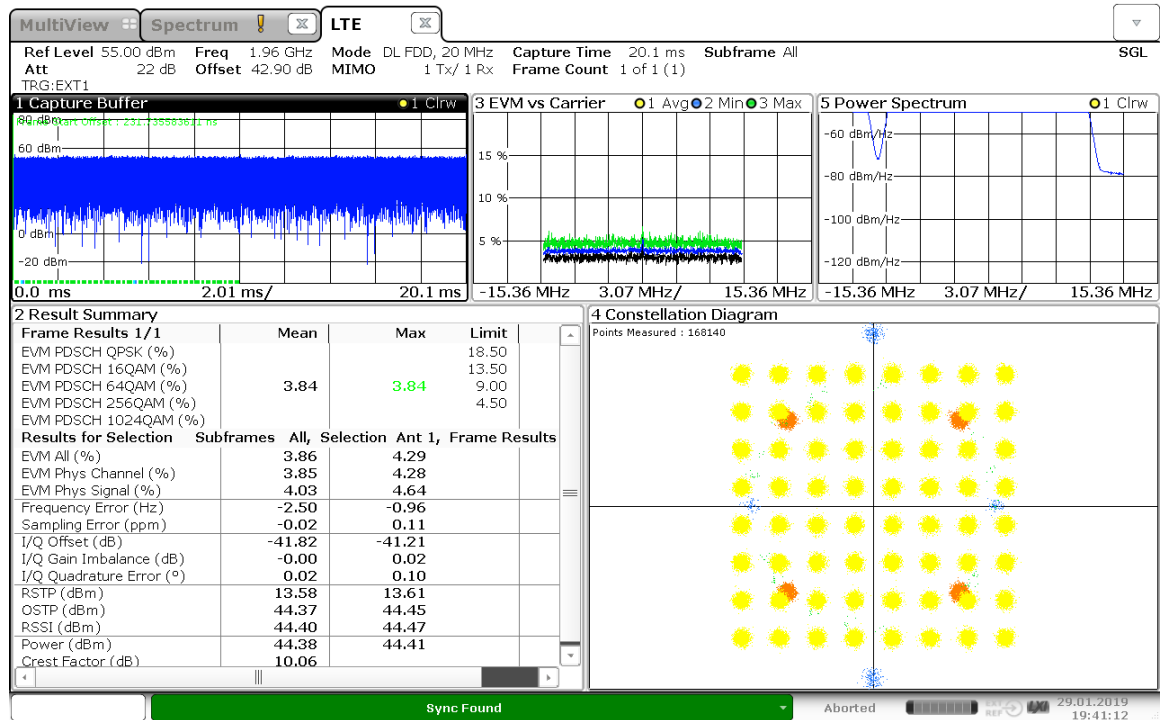 MultiView Spectrum LTE
Ref Level 55.00 dBm Freq 1.96 GHz Mode DL FDD, 20 MHz Capture Time 20.1 ms Subframe All SGL
Att 22 dB Offset 42.90 dB MIMO 1 Tx/ 1 Rx Frame Count 1 of 1 (1)
TRG:EXT1
1 Capture Buffer 1 Clrw
80 dBm
60 dBm
0 dBm
-20 dBm
0.0 ms 2.01 ms/ 20.1 ms
3 EVM vs Carrier 1 Avg 2 Min 3 Max
15 %
10 %
5 %
-15.36 MHz 3.07 MHz/ 15.36 MHz
5 Power Spectrum 1 Clrw
-60 dBm/Hz
-80 dBm/Hz
-100 dBm/Hz
-120 dBm/Hz
-15.36 MHz 3.07 MHz/ 15.36 MHz
2 Result Summary
Frame Results 1/1 Mean Max Limit
EVM PDSCH QPSK (%) 18.50
EVM PDSCH 16QAM (%) 13.50
EVM PDSCH 64QAM (%) 3.84 3.84 9.00
EVM PDSCH 256QAM (%) 4.50
EVM PDSCH 1024QAM (%)
Results for Selection Subframes All, Selection Ant 1, Frame Results
EVM All (%) 3.86 4.29
EVM Phys Channel (%) 3.85 4.28
EVM Phys Signal (%) 4.03 4.64
Frequency Error (Hz) -2.50 -0.96
Sampling Error (ppm) -0.02 0.11
I/Q Offset (dB) -41.82 -41.21
I/Q Gain Imbalance (dB) -0.00 0.02
I/Q Quadrature Error (°) 0.02 0.10
RSTP (dBm) 13.58 13.61
OSTP (dBm) 44.37 44.45
RSSI (dBm) 44.40 44.47
Power (dBm) 44.38 44.41
Crest Factor (dB) 10.06
4 Constellation Diagram
Points Measured : 168140
Sync Found
Aborted
EXT REF
LXI
29.01.2019
19:41:12